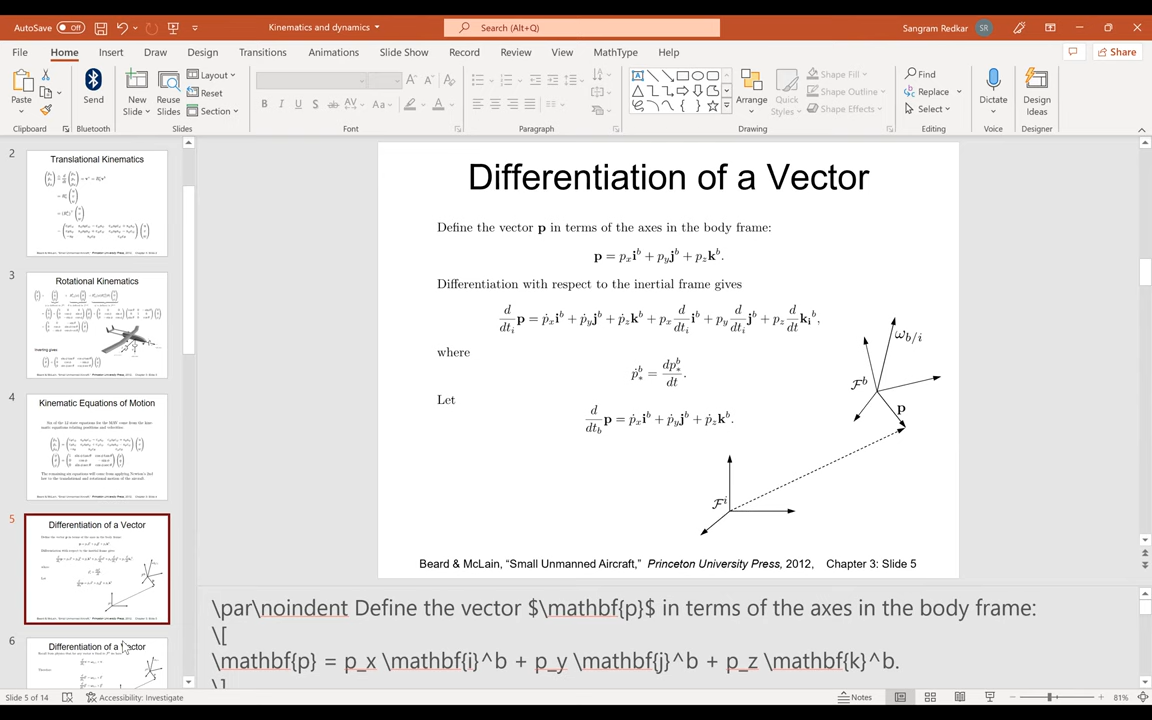 AutoSave Off Kinematics and dynamics Search (Alt+Q) Sangram Redkar SR
File Home Insert Draw Design Transitions Animations Slide Show Record Review View MathType Help Share
Paste Send New Slide Reuse Slides Layout Reset Section Arrange Quick Styles Shape Fill Shape Outline Shape Effects Find Replace Select Dictate Design Ideas
Clipboard Bluetooth Slides Font Paragraph Drawing Editing Voice Designer
2
Translational Kinematics
3
Rotational Kinematics
4
Kinematic Equations of Motion
5
Differentiation of a Vector
6
Differentiation of a Vector
Differentiation of a Vector
Define the vector p in terms of the axes in the body frame:
p = p_x i^b + p_y j^b + p_z k^b.
Differentiation with respect to the inertial frame gives
d/dt_i p = ṗ_x i^b + ṗ_y j^b + ṗ_z k^b + p_x d/dt_i i^b + p_y d/dt_i j^b + p_z d/dt k_i^b,
where
ṗ_*^b = dp_*^b/dt.
Let
d/dt_b p = ṗ_x i^b + ṗ_y j^b + ṗ_z k^b.
ω_b/i
F^b
p
F^i
Beard & McLain, “Small Unmanned Aircraft,” Princeton University Press, 2012, Chapter 3: Slide 5
\par\noindent Define the vector $\mathbf{p}$ in terms of the axes in the body frame:
\[
\mathbf{p} = p_x \mathbf{i}^b + p_y \mathbf{j}^b + p_z \mathbf{k}^b.
\]
Slide 5 of 14 Accessibility: Investigate Notes 81%